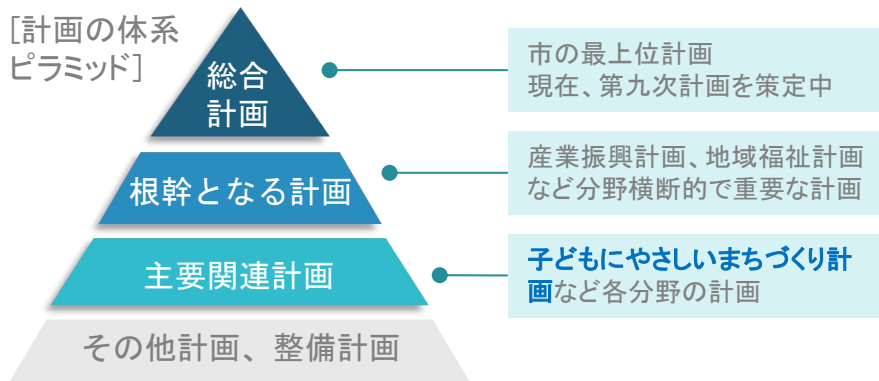 [計画の体系
ピラミッド]
総合
計画
市の最上位計画
現在、第九次計画を策定中
根幹となる計画
産業振興計画、地域福祉計画
など分野横断的で重要な計画
主要関連計画
子どもにやさしいまちづくり計
画など各分野の計画
その他計画、整備計画